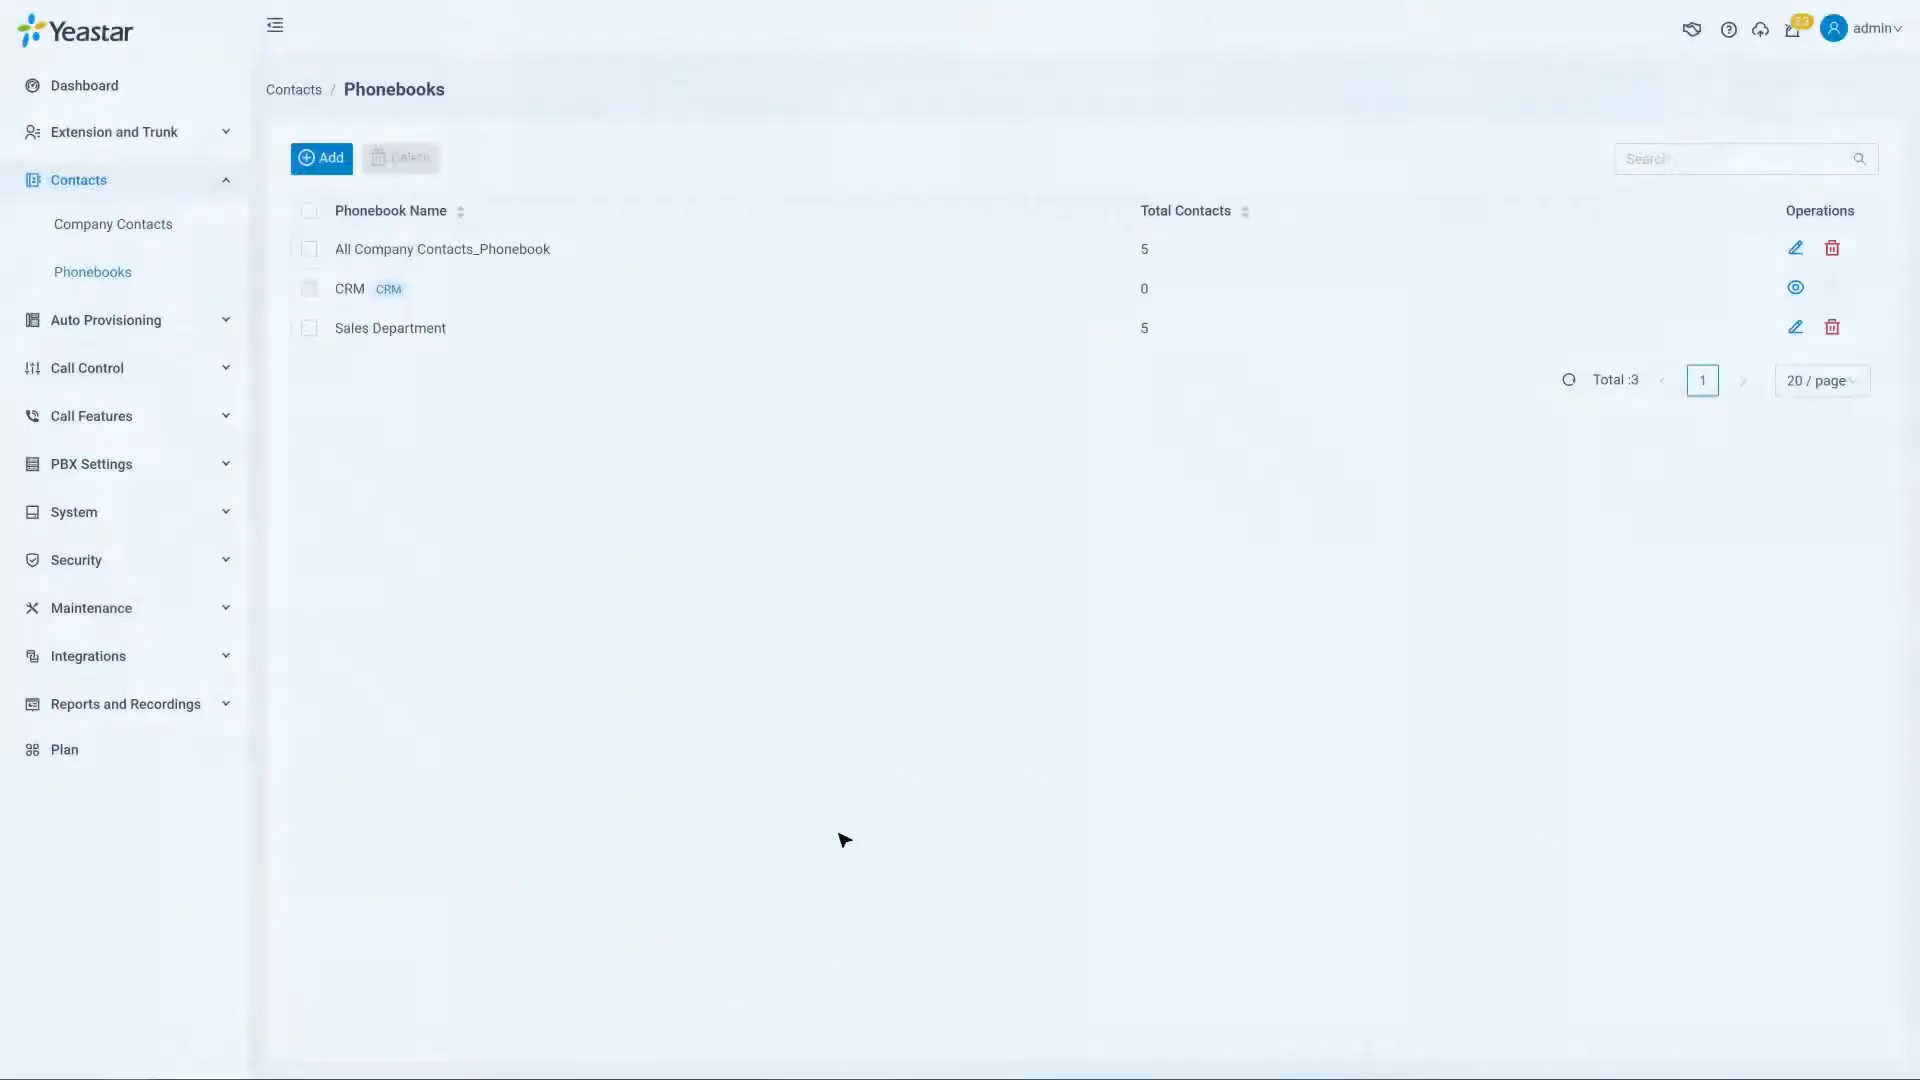 Yeastar
admin
Dashboard
Extension and Trunk
Contacts
Company Contacts
Phonebooks
Auto Provisioning
Call Control
Call Features
PBX Settings
System
Security
Maintenance
Integrations
Reports and Recordings
Plan
Contacts / Phonebooks
Add
Delete
Search
Phonebook Name
Total Contacts
Operations
All Company Contacts_Phonebook
5
CRM CRM
0
Sales Department
5
Total :3
1
20 / page